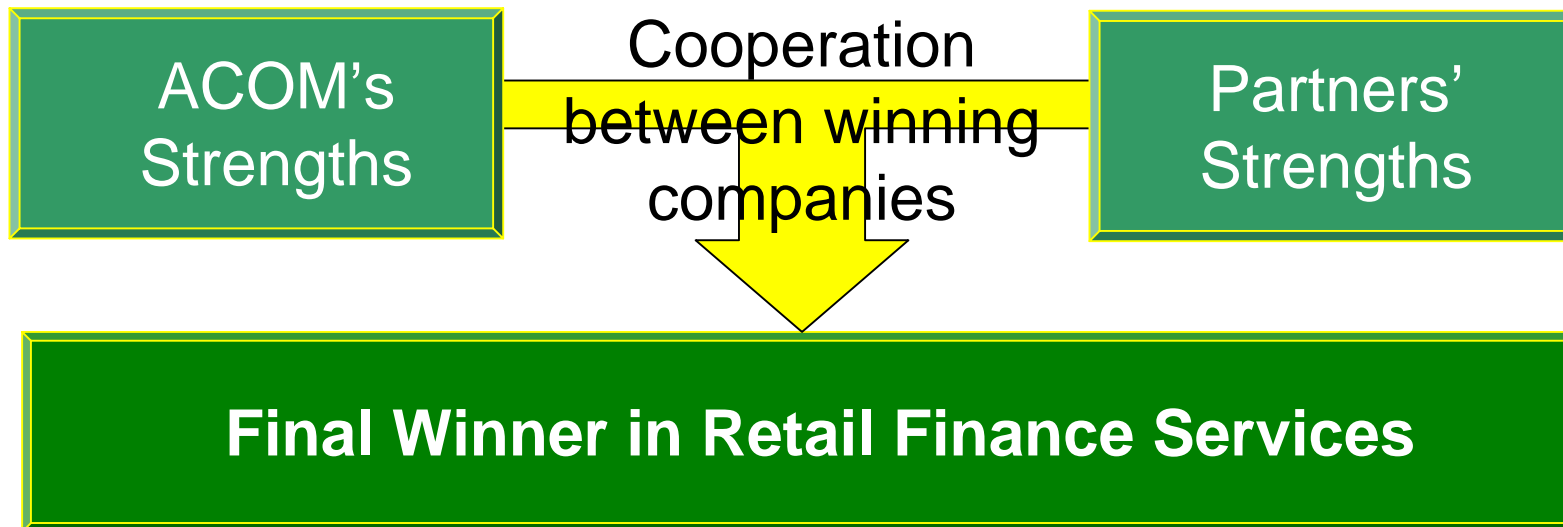 ACOM’s
Strengths
Cooperation
between winning
companies
Partners’
Strengths
Final Winner in Retail Finance Services